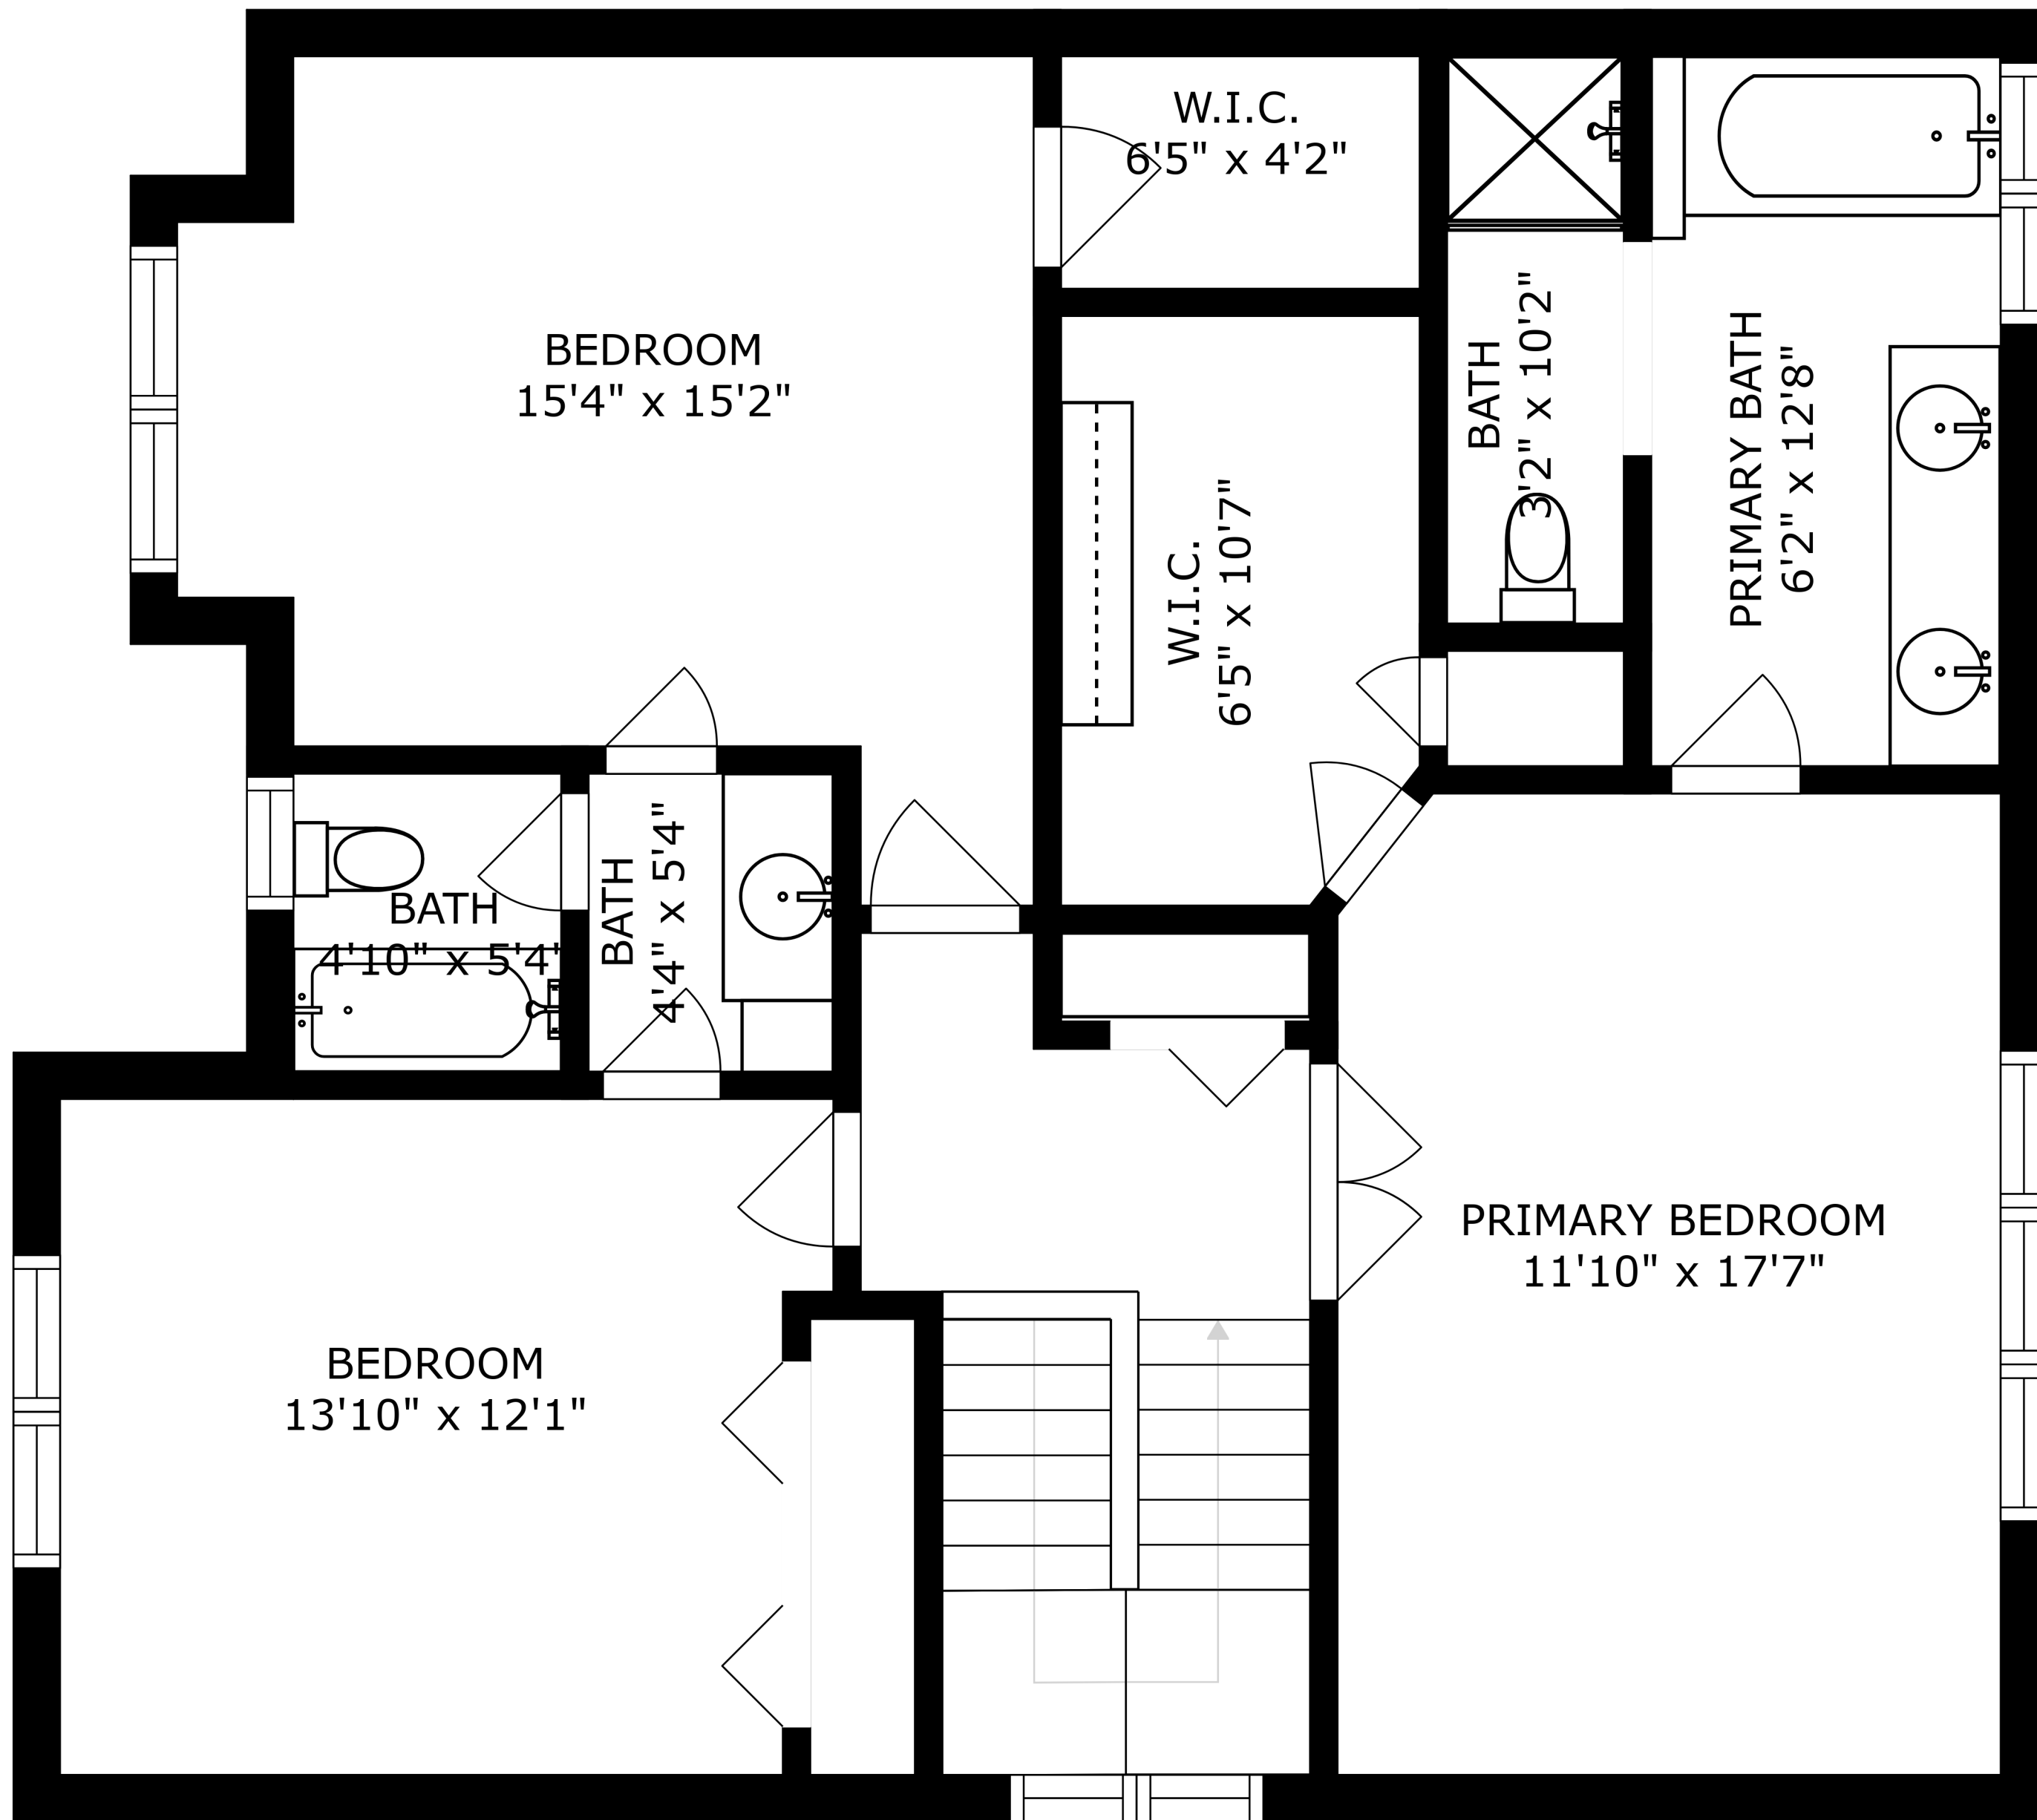 W.I.C.
6'5" x 4'2"
BEDROOM
15'4" x 15'2"
BATH
3'2" x 10'2"
PRIMARY BATH
6'2" x 12'8"
W.I.C.
6'5" x 10'7"
BATH
4'10" x 5'4"
BATH
4'4" x 5'4"
PRIMARY BEDROOM
11'10" x 17'7"
BEDROOM
13'10" x 12'1"